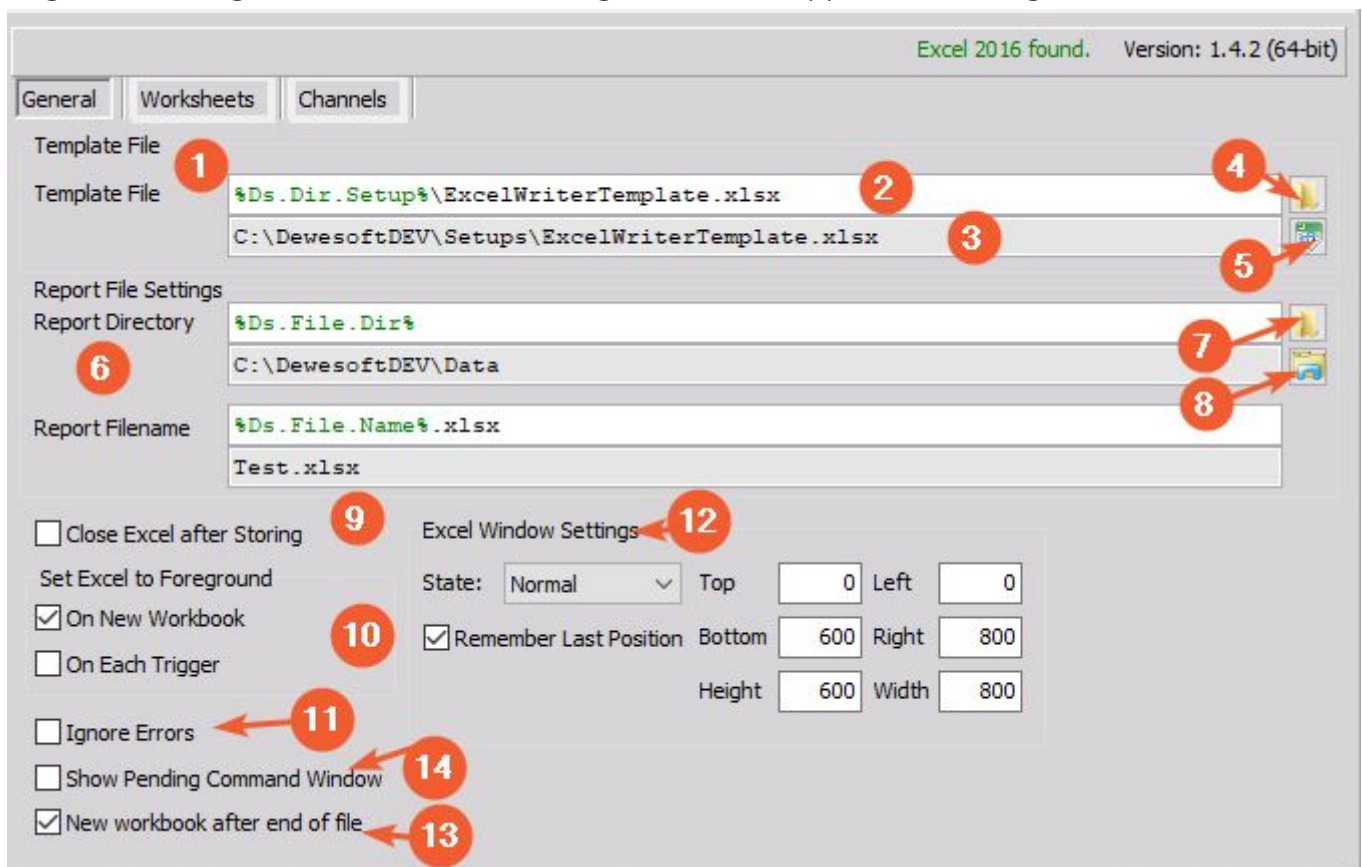 Excel 2016 found. Version: 1.4.2 (64-bit)
General Worksheets Channels
Template File
1
4
Template File %Ds.Dir.Setup%\ExcelWriterTemplate.xlsx 2
C:\DewesoftDEV\Setups\ExcelWriterTemplate.xlsx 3
5
Report File Settings
Report Directory %Ds.File.Dir%
7
6 C:\DewesoftDEV\Data
8
Report Filename %Ds.File.Name%.xlsx
Test.xlsx
Close Excel after Storing 9
Excel Window Settings 12
Set Excel to Foreground
State: Normal Top 0 Left 0
On New Workbook 10
Remember Last Position Bottom 600 Right 800
On Each Trigger
Height 600 Width 800
Ignore Errors 11
Show Pending Command Window 14
New workbook after end of file 13